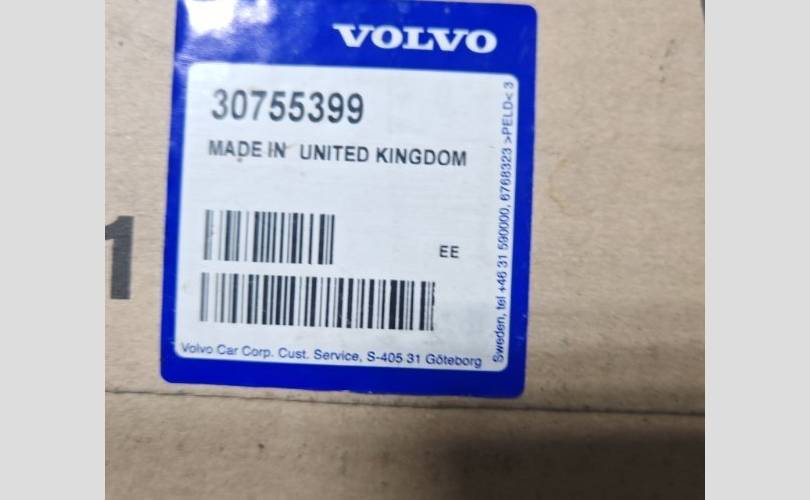 VOLVO
30755399
MADE IN UNITED KINGDOM
EE
Volvo Car Corp. Cust. Service, S-405 31 Göteborg
Sweden, tel +46 31 590000, 6768323 >PELD< 3
1